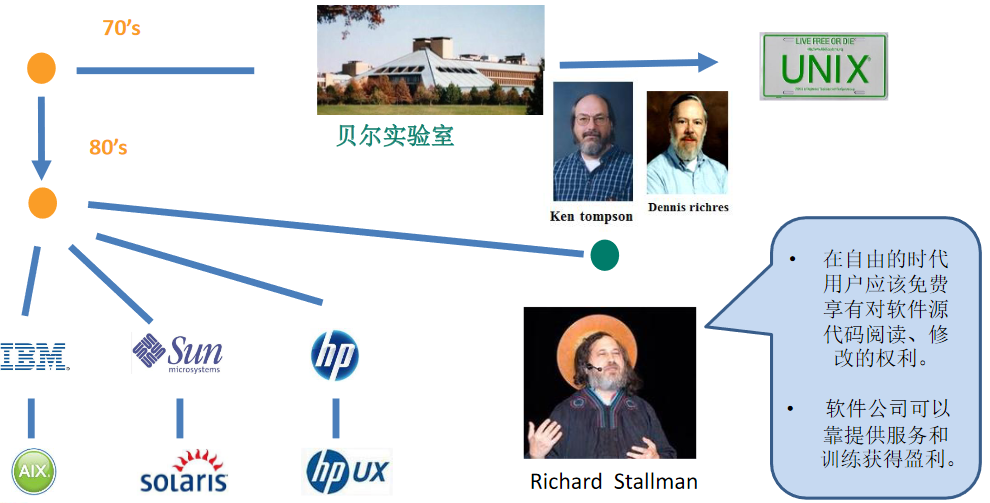 70's
贝尔实验室
LIVE FREE OR DIE
UNIX
Ken tompson
Dennis richres
80's
IBM
Sun
microsystems
hp
AIX
solaris
hp UX
Richard Stallman
• 在自由的时代
用户应该免费
享有对软件源
代码阅读、修
改的权利。
• 软件公司可以
靠提供服务和
训练获得盈利。